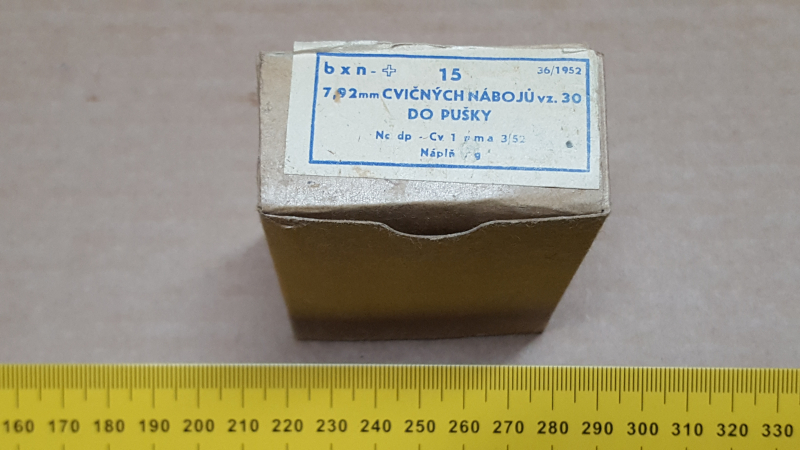 bxn - + 15 36/1952
7,92mm CVIČNÝCH NÁBOJŮ vz. 30
DO PUŠKY
Nc dp - Cv 1 p m a 3/52
Náplň g
160 170 180 190 200 210 220 230 240 250 260 270 280 290 300 310 320 330